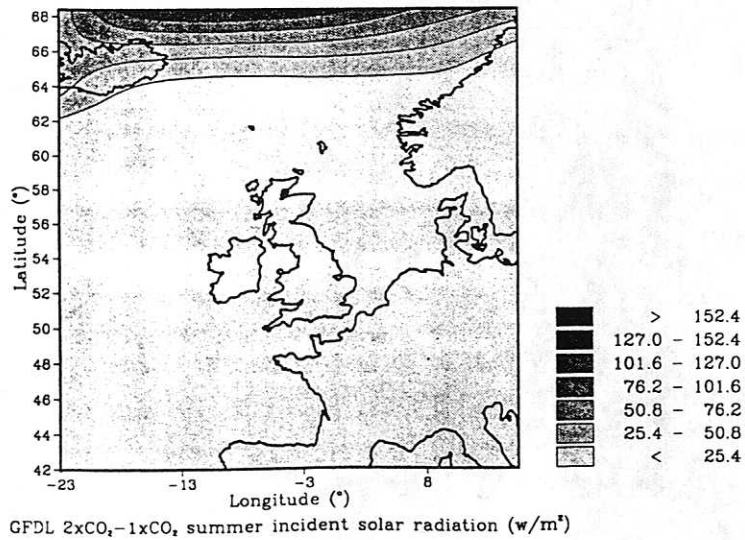 68
66
64
62
60
58
56
54
52
50
48
46
44
42
Latitude (°)
-23
-13
-3
8
Longitude (°)
> 152.4
127.0 - 152.4
101.6 - 127.0
76.2 - 101.6
50.8 - 76.2
25.4 - 50.8
< 25.4
GFDL 2xCO₂-1xCO₂ summer incident solar radiation (w/m²)